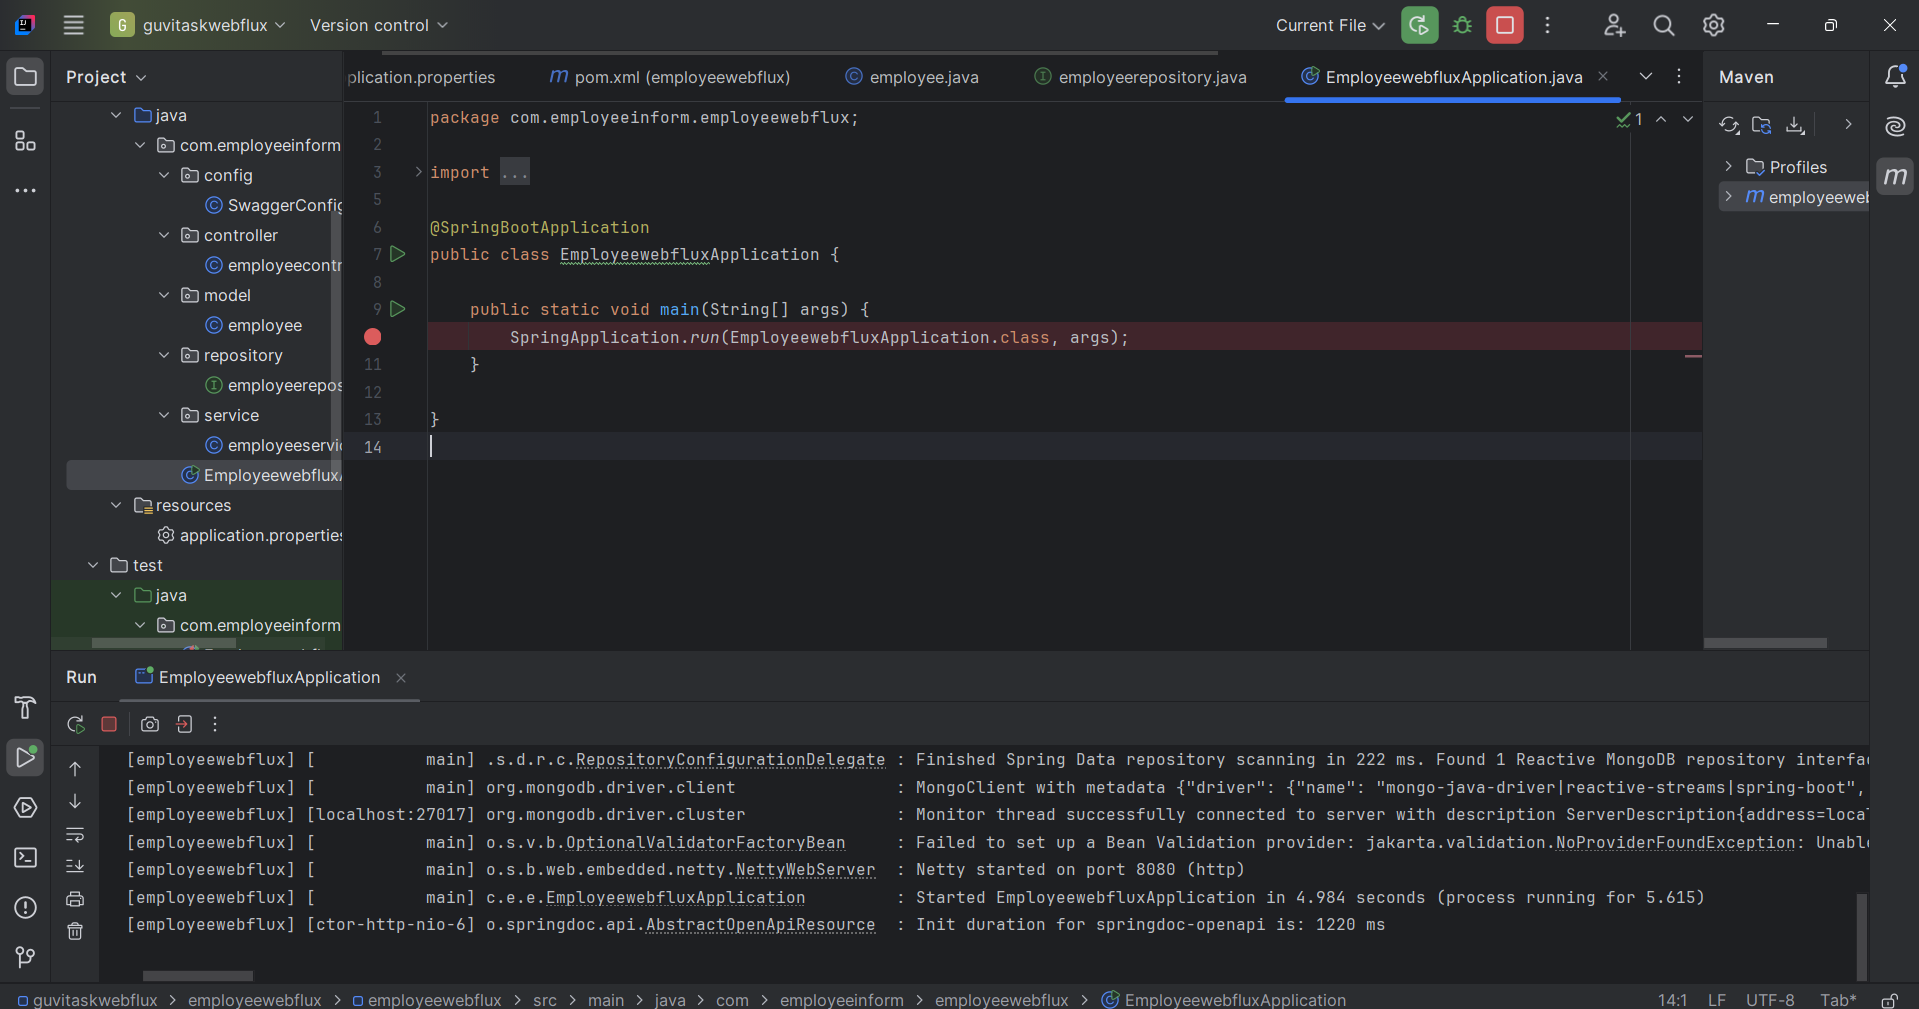 G guvitaskwebflux Version control Current File
Project
plication.properties m pom.xml (employeewebflux) C employee.java I employeerepository.java C EmployeewebfluxApplication.java
Maven
java
com.employeeinform
config
C SwaggerConfig
controller
C employeecontr
model
C employee
repository
I employeerepos
service
C employeeservic
C EmployeewebfluxA
resources
application.properties
test
java
com.employeeinform
1 package com.employeeinform.employeewebflux;
2
3 import ...
5
6 @SpringBootApplication
7 public class EmployeewebfluxApplication {
8
9 public static void main(String[] args) {
SpringApplication.run(EmployeewebfluxApplication.class, args);
11 }
12
13 }
14
1
Profiles
m employeeweb
m
Run EmployeewebfluxApplication
[employeewebflux] [ main] .s.d.r.c.RepositoryConfigurationDelegate : Finished Spring Data repository scanning in 222 ms. Found 1 Reactive MongoDB repository interfac
[employeewebflux] [ main] org.mongodb.driver.client : MongoClient with metadata {"driver": {"name": "mongo-java-driver|reactive-streams|spring-boot",
[employeewebflux] [localhost:27017] org.mongodb.driver.cluster : Monitor thread successfully connected to server with description ServerDescription{address=local
[employeewebflux] [ main] o.s.v.b.OptionalValidatorFactoryBean : Failed to set up a Bean Validation provider: jakarta.validation.NoProviderFoundException: Unable
[employeewebflux] [ main] o.s.b.web.embedded.netty.NettyWebServer : Netty started on port 8080 (http)
[employeewebflux] [ main] c.e.e.EmployeewebfluxApplication : Started EmployeewebfluxApplication in 4.984 seconds (process running for 5.615)
[employeewebflux] [ctor-http-nio-6] o.springdoc.api.AbstractOpenApiResource : Init duration for springdoc-openapi is: 1220 ms
guvitaskwebflux > employeewebflux > employeewebflux > src > main > java > com > employeeinform > employeewebflux > C EmployeewebfluxApplication
14:1 LF UTF-8 Tab*